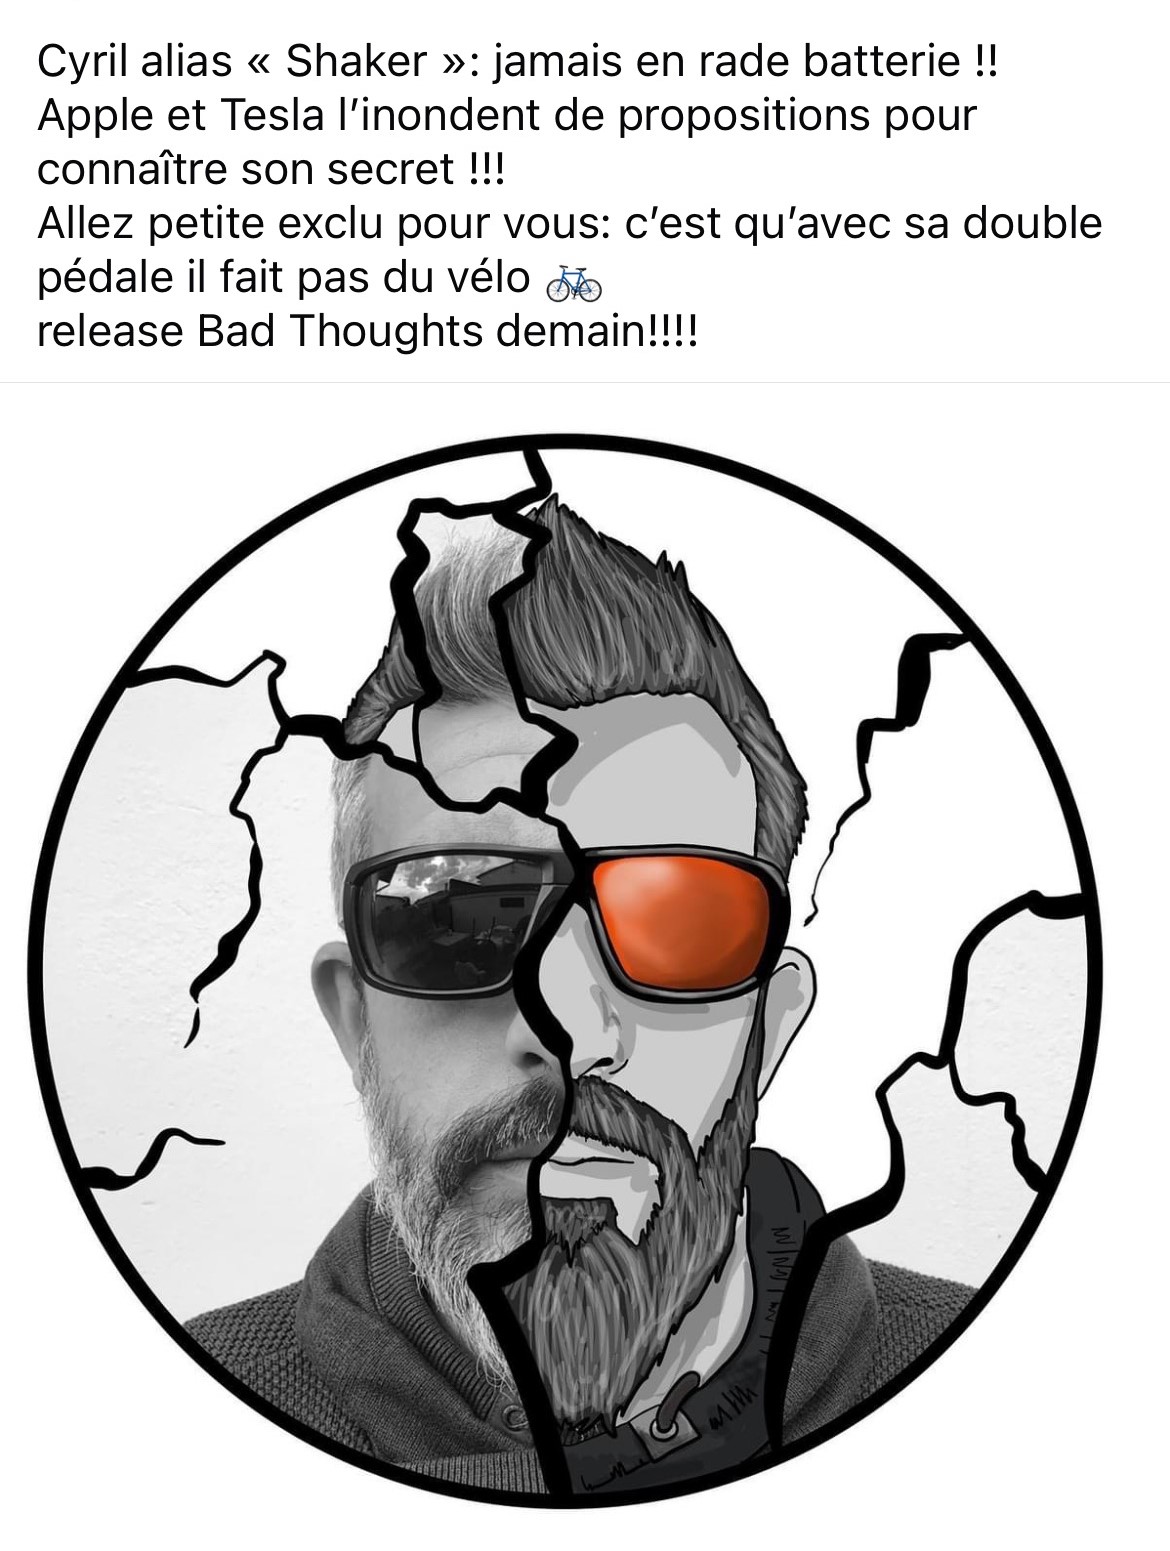 Cyril alias « Shaker »: jamais en rade batterie !!
Apple et Tesla l’inondent de propositions pour
connaître son secret !!!
Allez petite exclu pour vous: c’est qu’avec sa double
pédale il fait pas du vélo 🚲
release Bad Thoughts demain!!!!